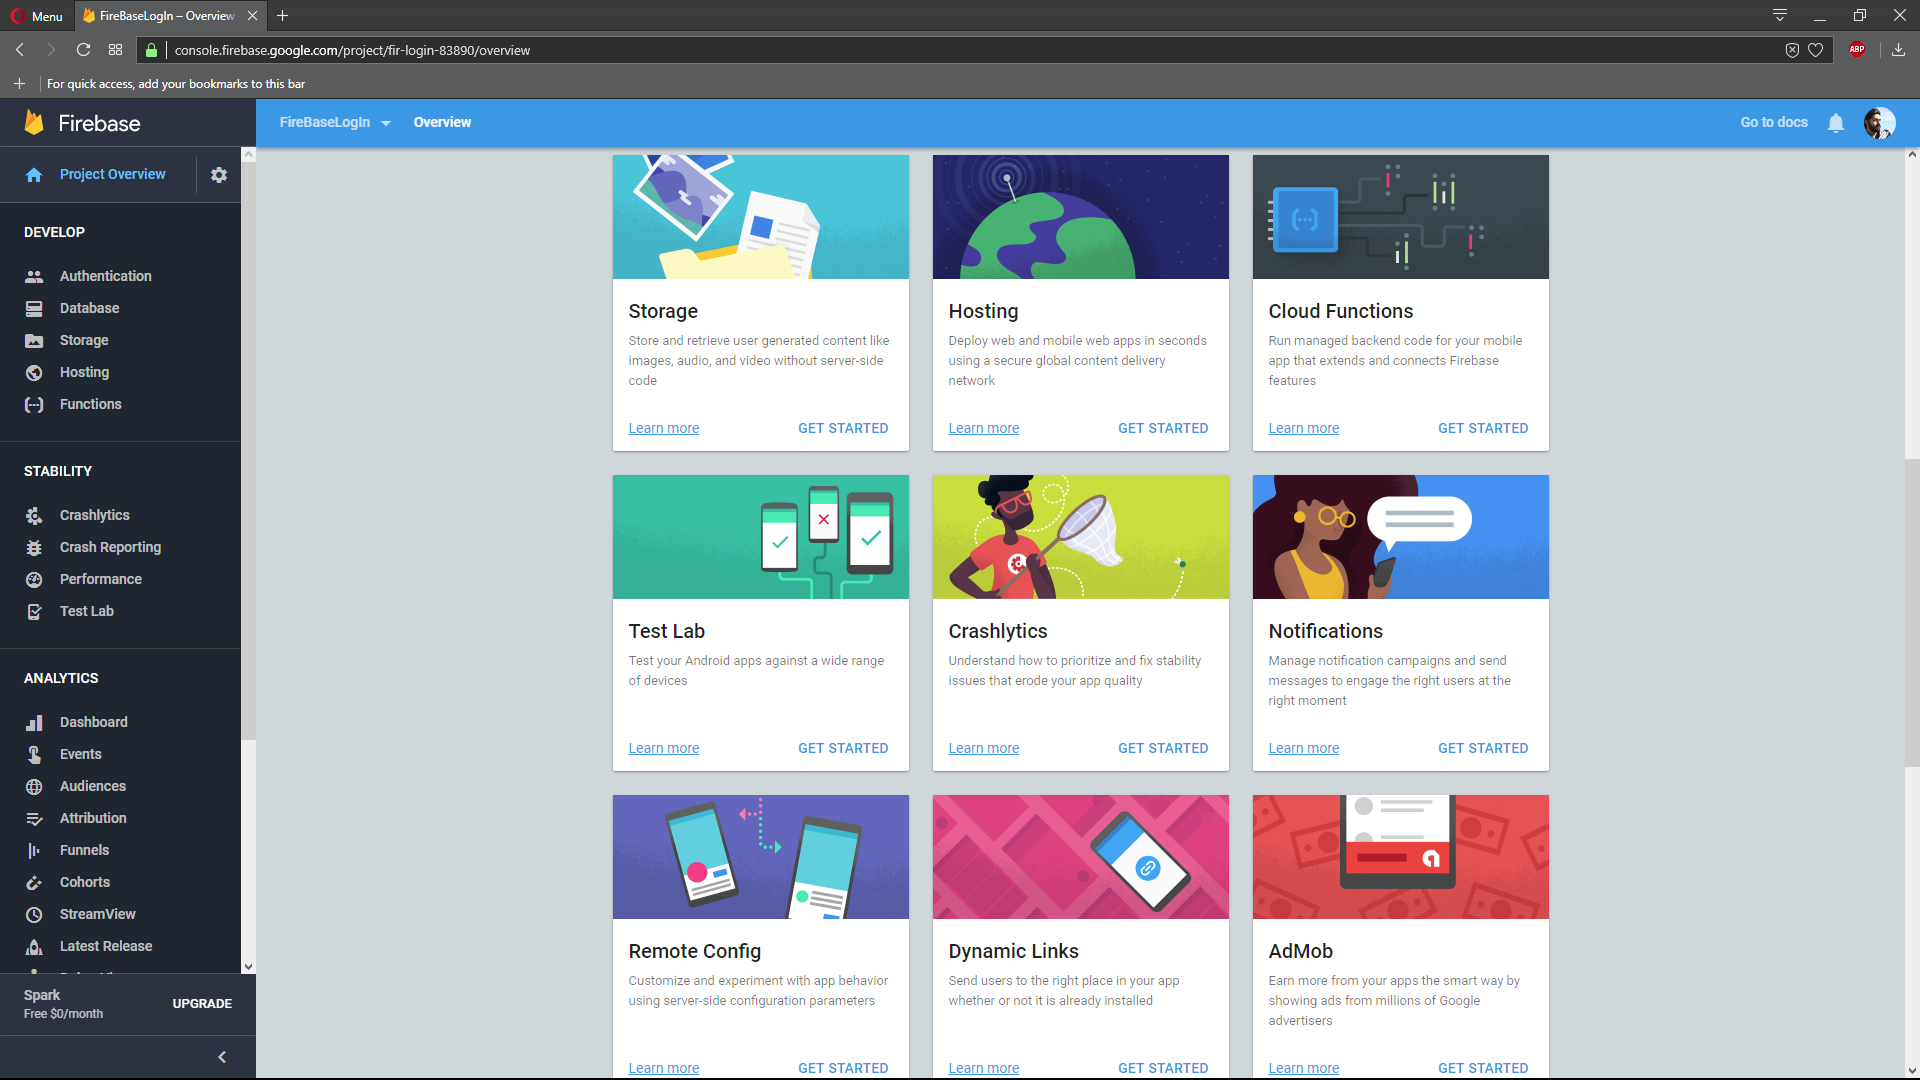 Menu
FireBaseLogIn – Overview
console.firebase.google.com/project/fir-login-83890/overview
ABP
For quick access, add your bookmarks to this bar
Firebase
FireBaseLogIn
Overview
Go to docs
Project Overview
DEVELOP
Authentication
Database
Storage
Hosting
Functions
STABILITY
Crashlytics
Crash Reporting
Performance
Test Lab
ANALYTICS
Dashboard
Events
Audiences
Attribution
Funnels
Cohorts
StreamView
Latest Release
Spark
Free $0/month
UPGRADE
Storage
Store and retrieve user generated content like
images, audio, and video without server-side
code
Learn more
GET STARTED
Hosting
Deploy web and mobile web apps in seconds
using a secure global content delivery
network
Learn more
GET STARTED
Cloud Functions
Run managed backend code for your mobile
app that extends and connects Firebase
features
Learn more
GET STARTED
Test Lab
Test your Android apps against a wide range
of devices
Learn more
GET STARTED
Crashlytics
Understand how to prioritize and fix stability
issues that erode your app quality
Learn more
GET STARTED
Notifications
Manage notification campaigns and send
messages to engage the right users at the
right moment
Learn more
GET STARTED
Remote Config
Customize and experiment with app behavior
using server-side configuration parameters
Learn more
GET STARTED
Dynamic Links
Send users to the right place in your app
whether or not it is already installed
Learn more
GET STARTED
AdMob
Earn more from your apps the smart way by
showing ads from millions of Google
advertisers
Learn more
GET STARTED